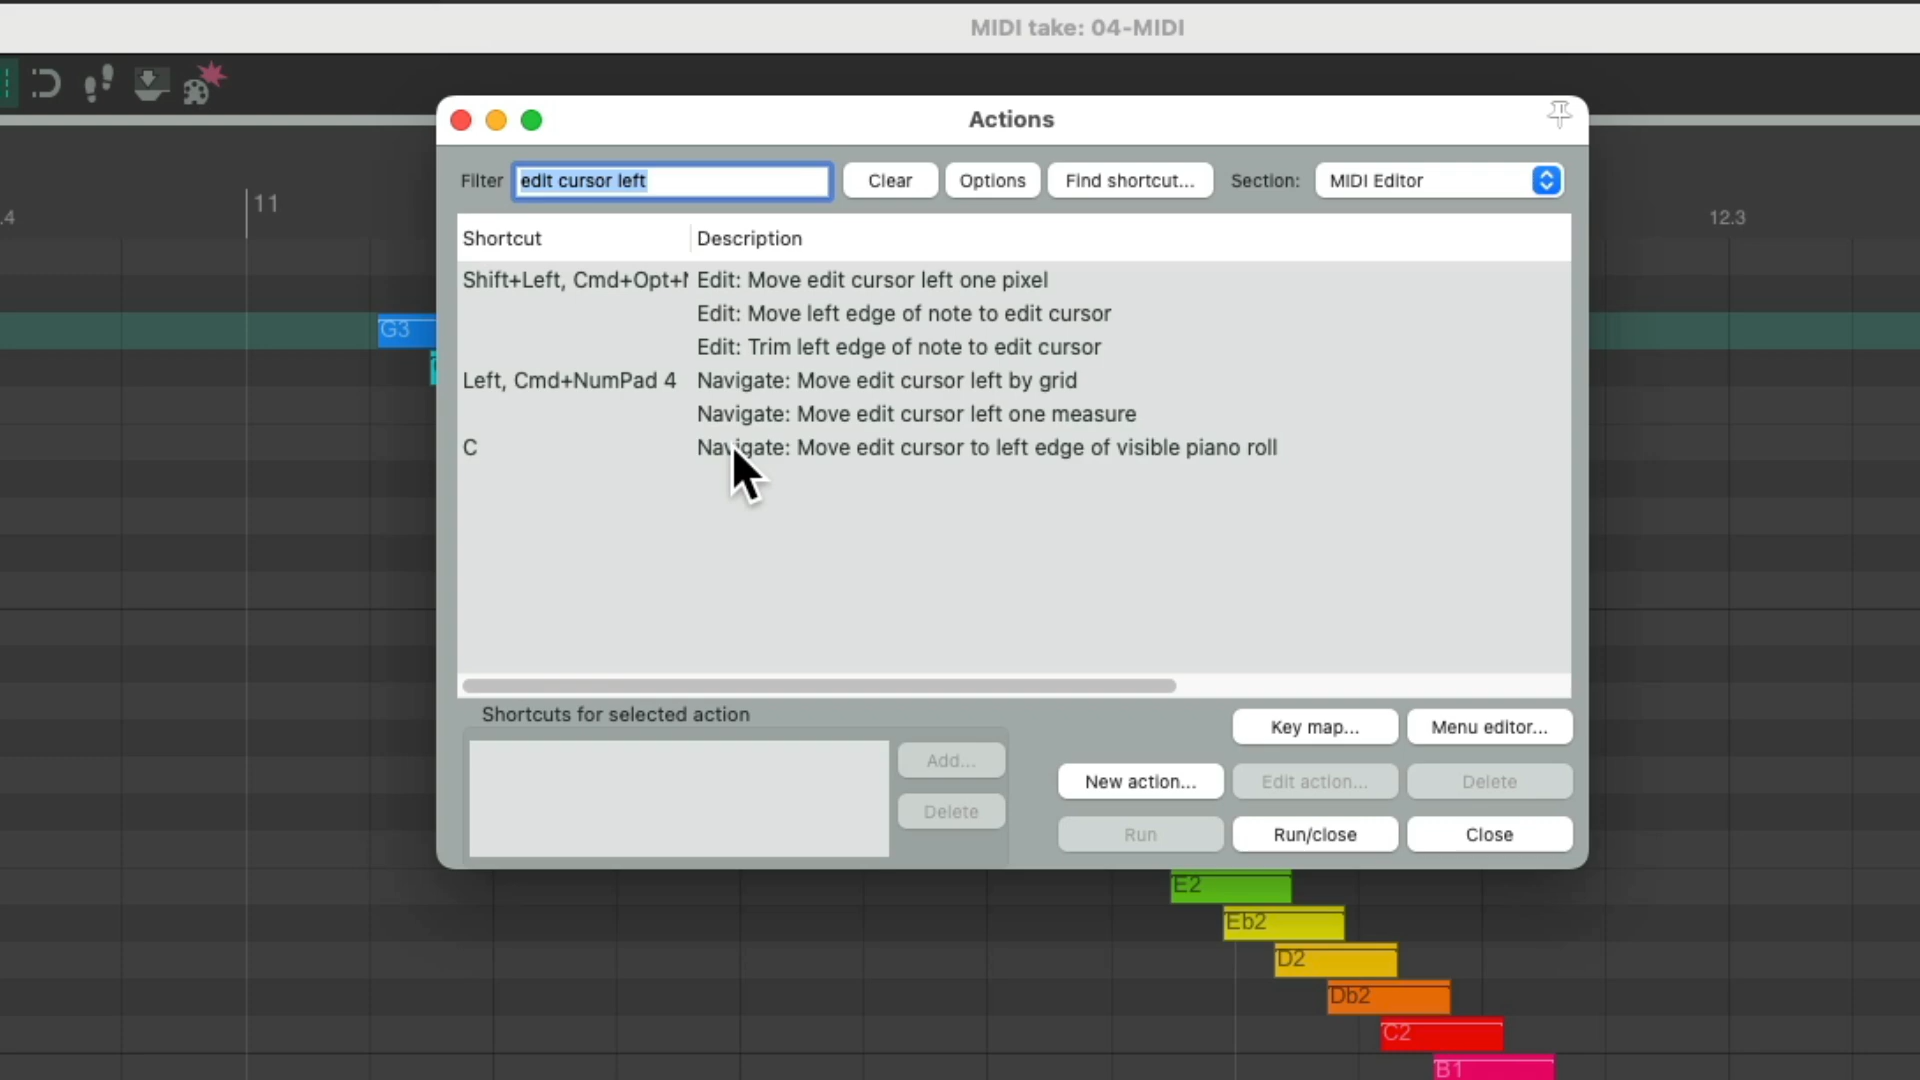 MIDI take: 04-MIDI
Actions
Filter edit cursor left Clear Options Find shortcut... Section: MIDI Editor
.4 11 12.3
Shortcut Description
Shift+Left, Cmd+Opt+ Edit: Move edit cursor left one pixel
Edit: Move left edge of note to edit cursor
G3
Edit: Trim left edge of note to edit cursor
Left, Cmd+NumPad 4 Navigate: Move edit cursor left by grid
Navigate: Move edit cursor left one measure
C Navigate: Move edit cursor to left edge of visible piano roll
Shortcuts for selected action
Key map... Menu editor...
Add...
New action... Edit action... Delete
Delete
Run Run/close Close
E2
Eb2
D2
Db2
C2
B1